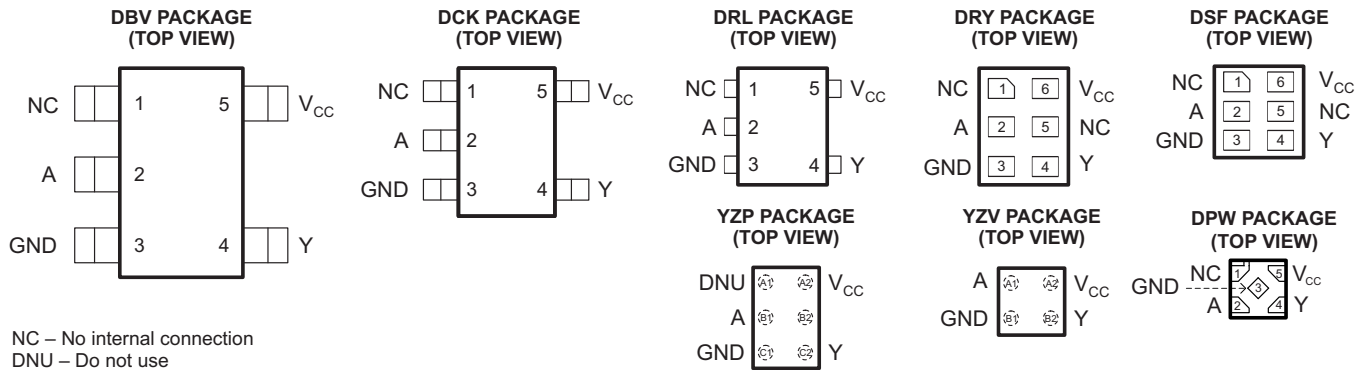 DBV PACKAGE
(TOP VIEW)
NC 1 5 VCC
A 2
GND 3 4 Y
DCK PACKAGE
(TOP VIEW)
NC 1 5 VCC
A 2
GND 3 4 Y
DRL PACKAGE
(TOP VIEW)
NC 1 5 VCC
A 2
GND 3 4 Y
DRY PACKAGE
(TOP VIEW)
NC 1 6 VCC
A 2 5 NC
GND 3 4 Y
DSF PACKAGE
(TOP VIEW)
NC 1 6 VCC
A 2 5 NC
GND 3 4 Y
YZP PACKAGE
(TOP VIEW)
DNU A1 A2 VCC
A B1 B2
GND C1 C2 Y
YZV PACKAGE
(TOP VIEW)
A A1 A2 VCC
GND B1 B2 Y
DPW PACKAGE
(TOP VIEW)
NC 1 5 VCC
GND 3
A 2 4 Y
NC – No internal connection
DNU – Do not use